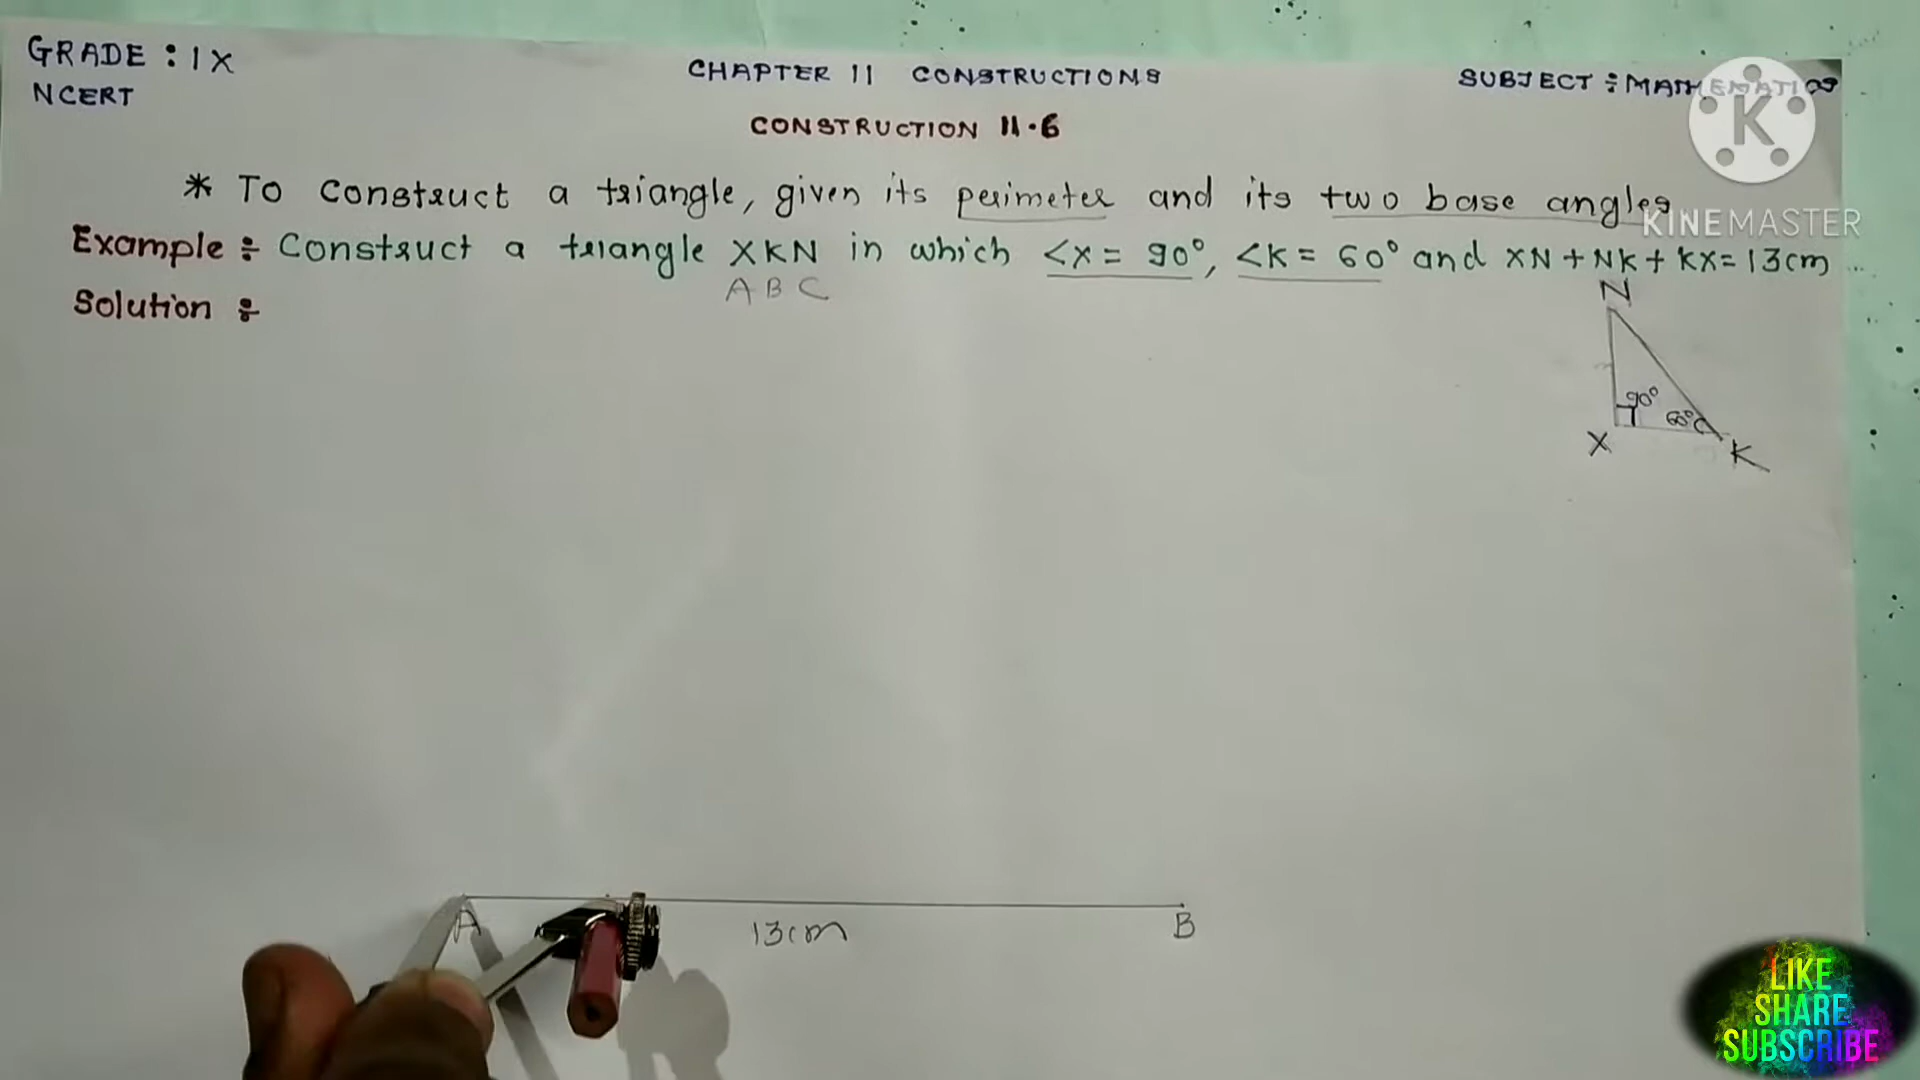 GRADE : IX
NCERT
CHAPTER 11 CONSTRUCTIONS
SUBJECT : MATHEMATICS
CONSTRUCTION 11.6
K
KINEMASTER
* To construct a triangle, given its perimeter and its two base angles
Example :- Construct a triangle XKN in which <X = 90°, <K = 60° and XN + NK + KX = 13cm
A B C
Solution :-
N
90°
60°
X
K
A
13cm
B
LIKE
SHARE
SUBSCRIBE